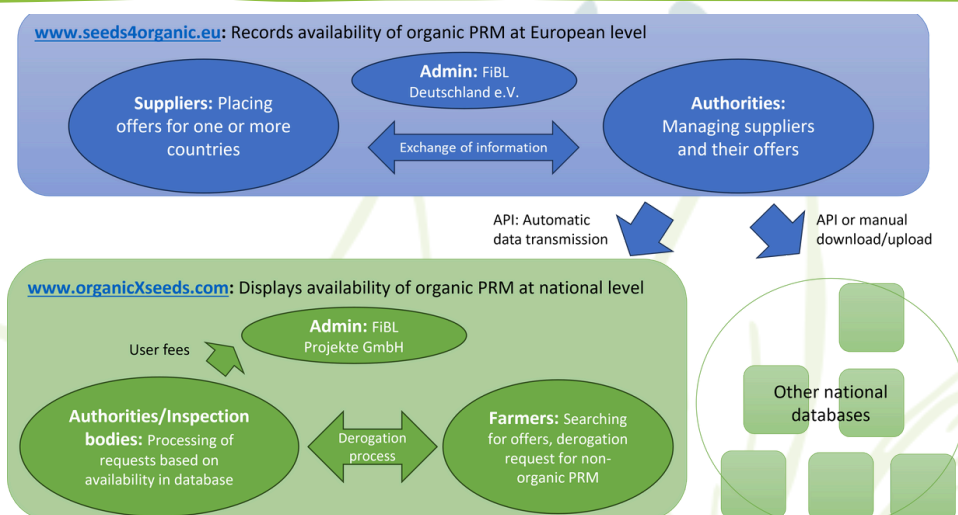 www.seeds4organic.eu: Records availability of organic PRM at European level
Admin: FiBL
Deutschland e.V.
Suppliers: Placing
offers for one or more
countries
Exchange of information
Authorities:
Managing suppliers
and their offers
API: Automatic
data transmission
API or manual
download/upload
www.organicXseeds.com: Displays availability of organic PRM at national level
Admin: FiBL
Projekte GmbH
User fees
Authorities/Inspection
bodies: Processing of
requests based on
availability in database
Derogation
process
Farmers: Searching
for offers, derogation
request for non-
organic PRM
Other national
databases